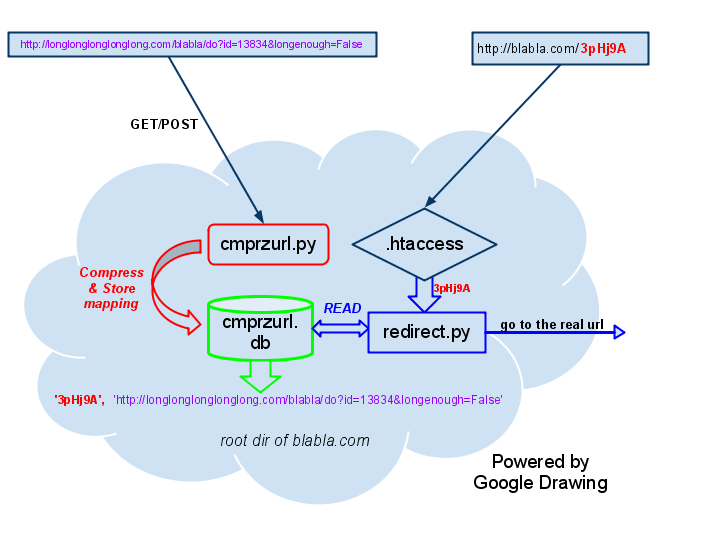 http://longlonglonglonglong.com/blabla/do?id=13834&longenough=False
http://blabla.com/3pHj9A
GET/POST
cmprzurl.py
.htaccess
Compress
& Store
mapping
3pHj9A
READ
cmprzurl.
db
redirect.py
go to the real url
'3pHj9A', 'http://longlonglonglonglong.com/blabla/do?id=13834&longenough=False'
root dir of blabla.com
Powered by
Google Drawing